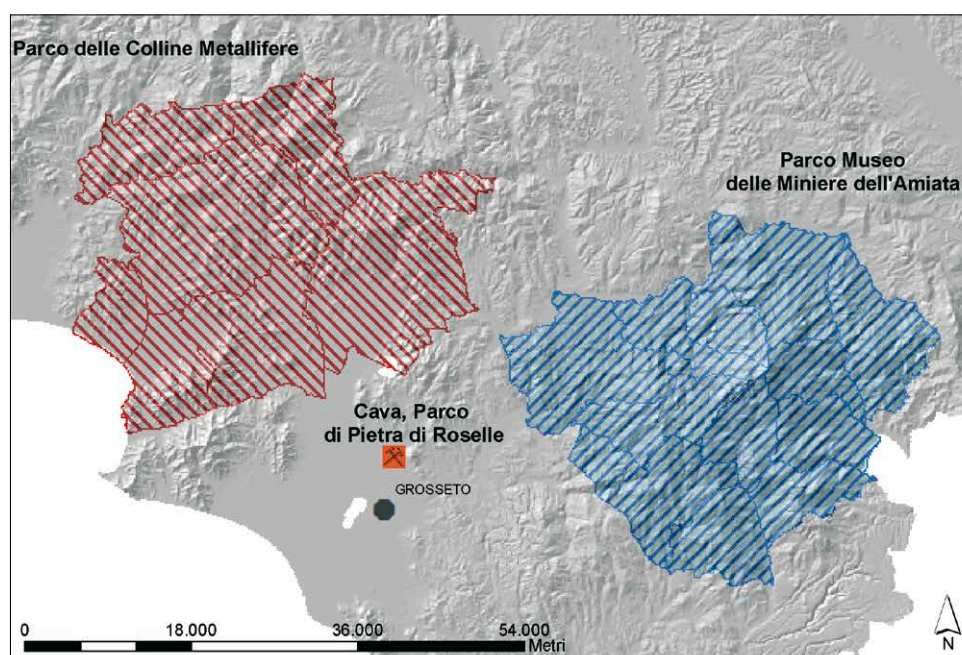 Parco delle Colline Metallifere
Parco Museo
delle Miniere dell'Amiata
Cava, Parco
di Pietra di Roselle
GROSSETO
0 18.000 36.000 54.000
Metri
N